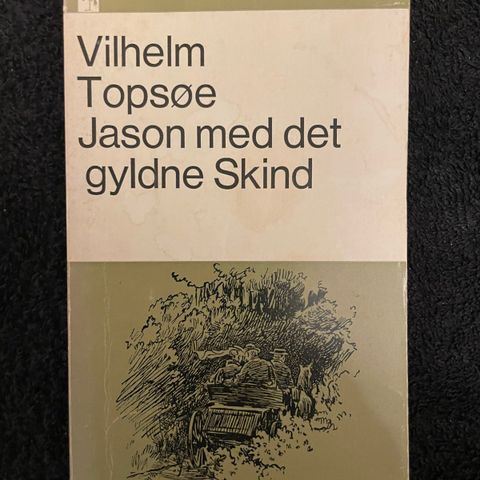 Vilhelm
Topsøe
Jason med det
gyldne Skind